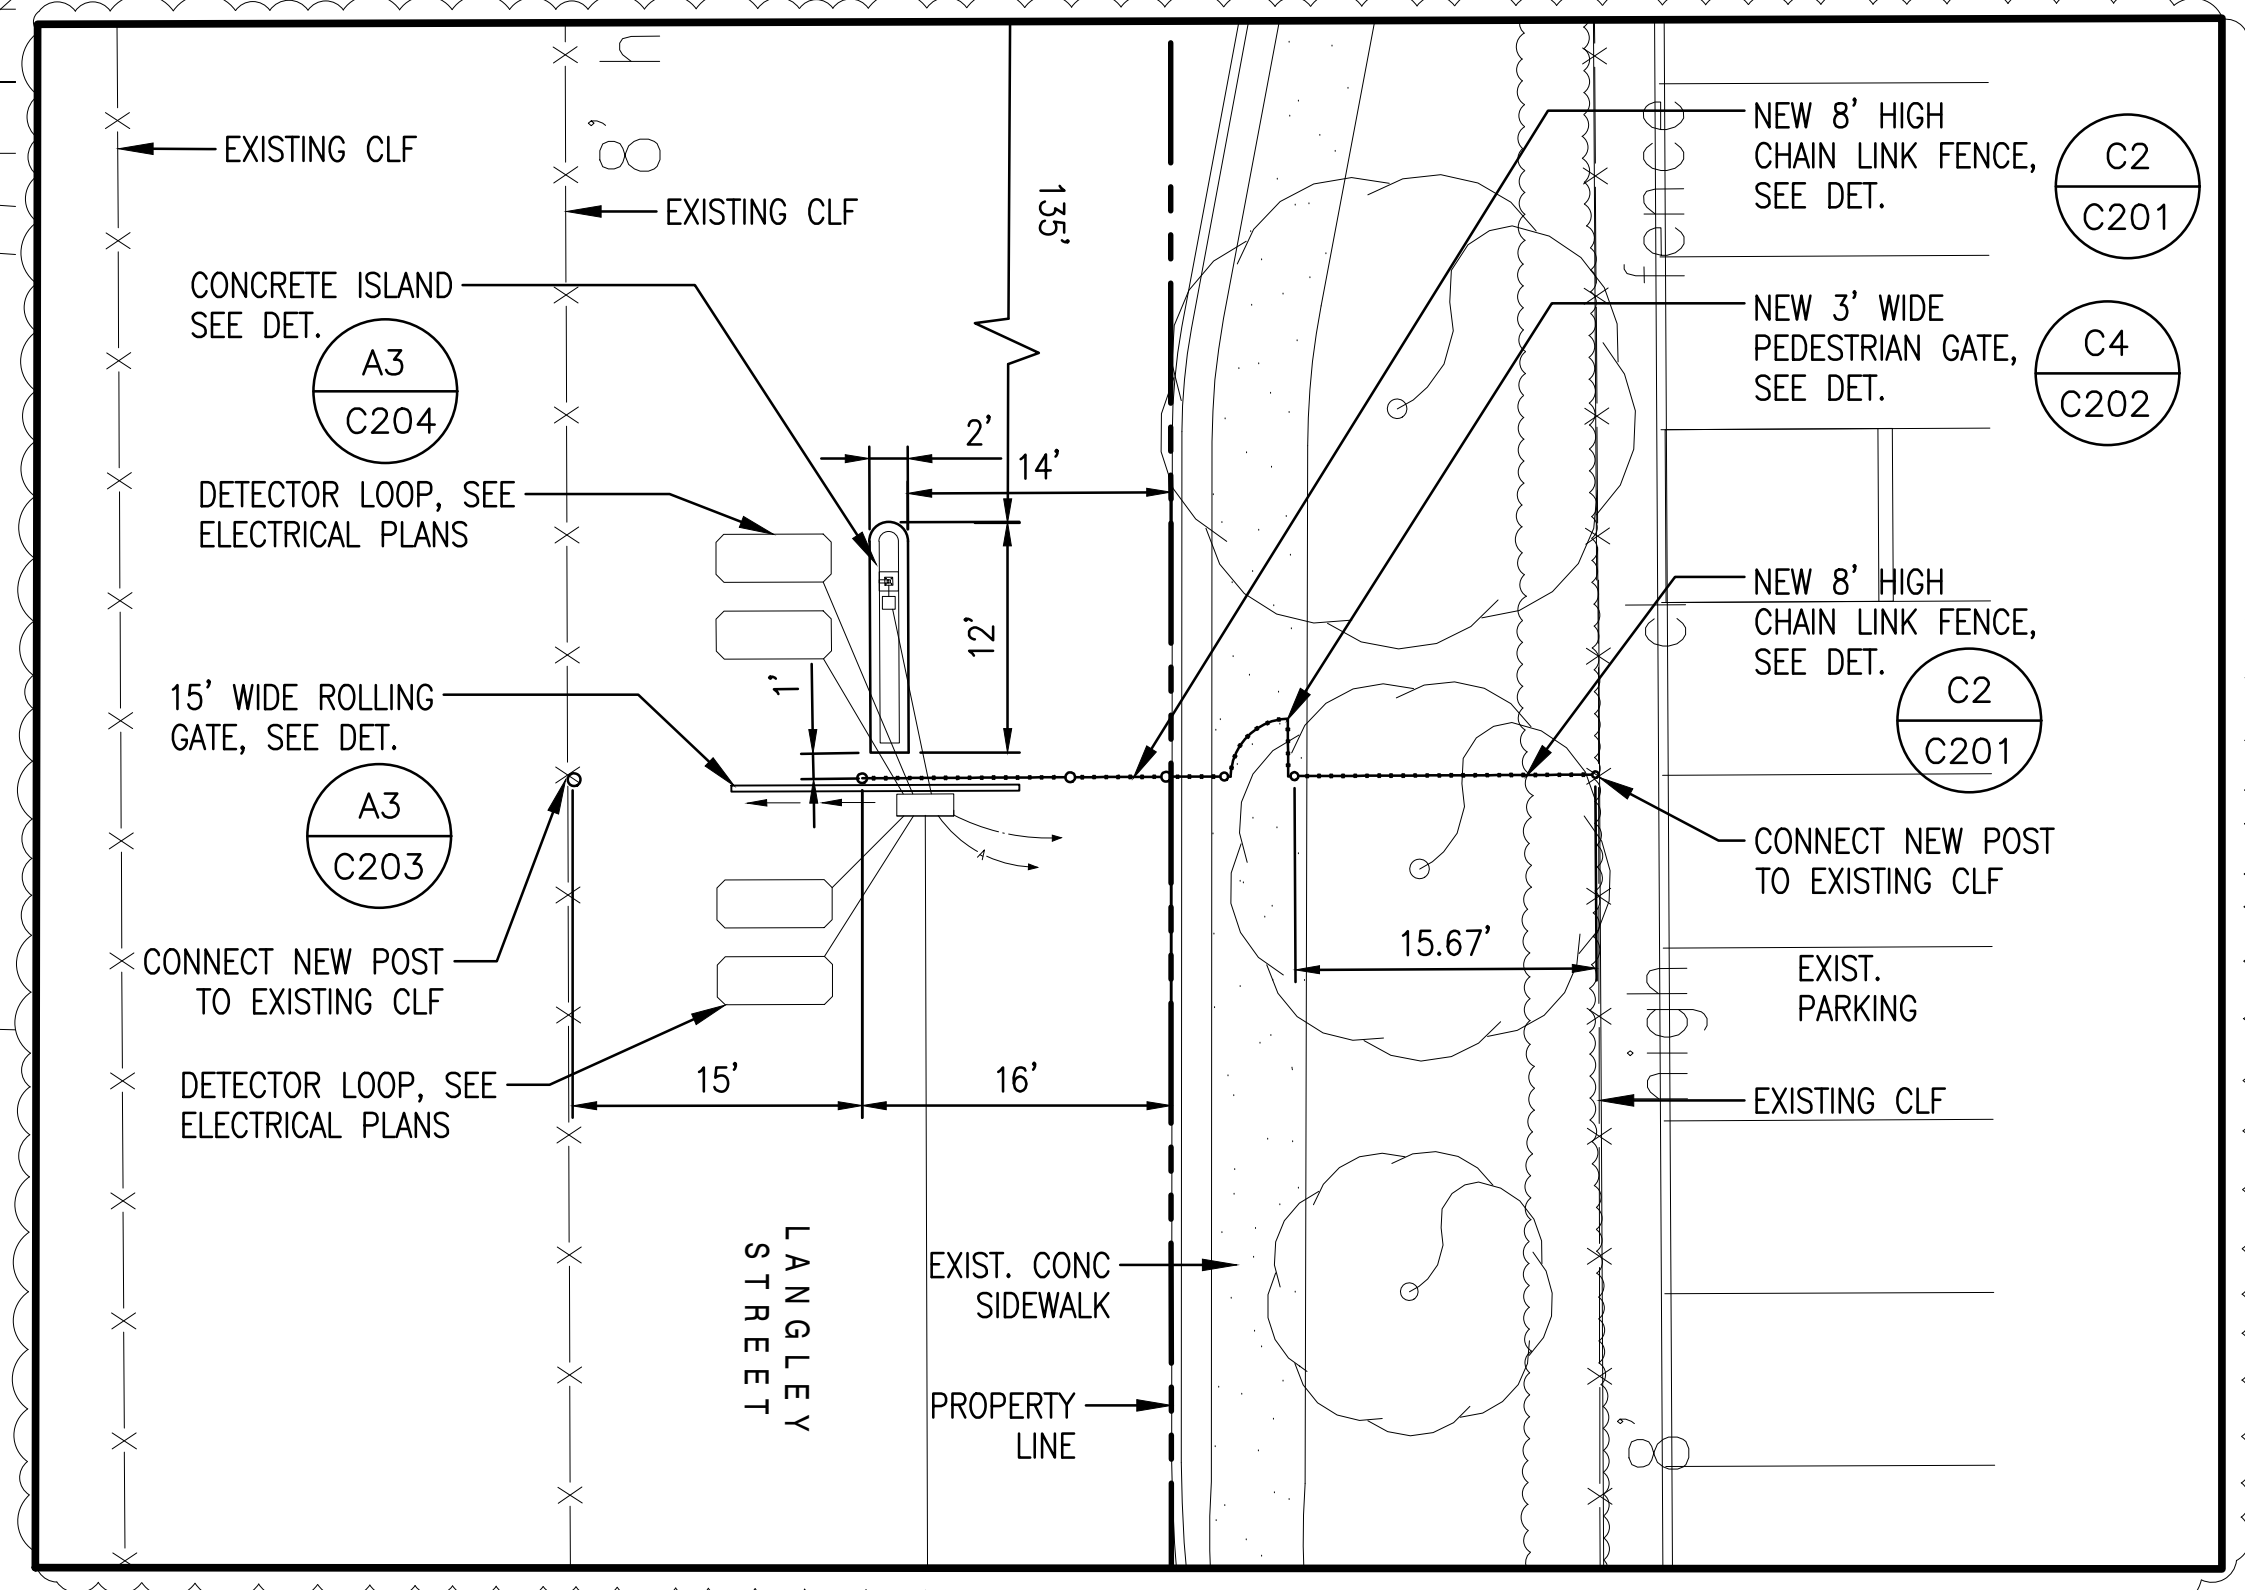 EXISTING CLF
8' h
EXISTING CLF
135'
NEW 8' HIGH
CHAIN LINK FENCE,
SEE DET.
C2
C201
CONCRETE ISLAND
SEE DET.
A3
C204
NEW 3' WIDE
PEDESTRIAN GATE,
SEE DET.
C4
C202
2'
14'
DETECTOR LOOP, SEE
ELECTRICAL PLANS
12'
1'
NEW 8' HIGH
CHAIN LINK FENCE,
SEE DET.
C2
C201
15' WIDE ROLLING
GATE, SEE DET.
A3
C203
A
CONNECT NEW POST
TO EXISTING CLF
CONNECT NEW POST
TO EXISTING CLF
15.67'
EXIST.
PARKING
DETECTOR LOOP, SEE
ELECTRICAL PLANS
15'
16'
EXISTING CLF
8' high c fence
LANGLEY
STREET
EXIST. CONC
SIDEWALK
PROPERTY
LINE